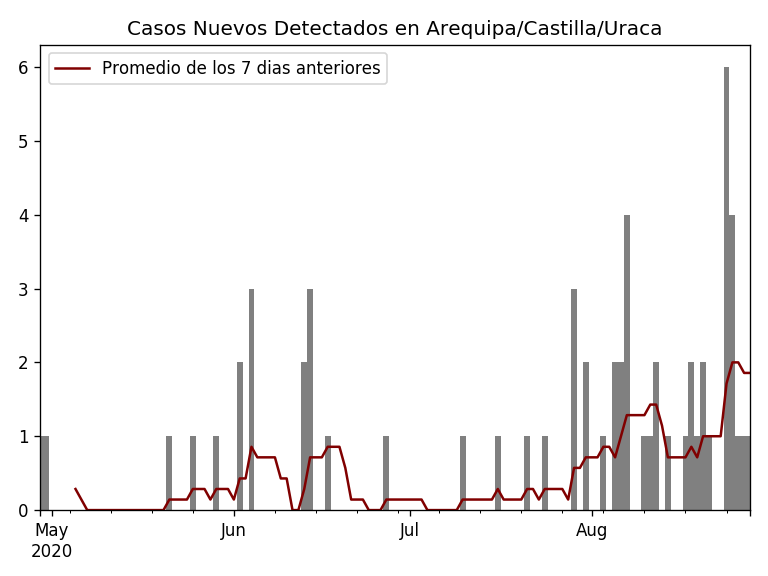 Casos Nuevos Detectados en Arequipa/Castilla/Uraca
Promedio de los 7 dias anteriores
6
5
4
3
2
1
0
May Jun Jul Aug
2020